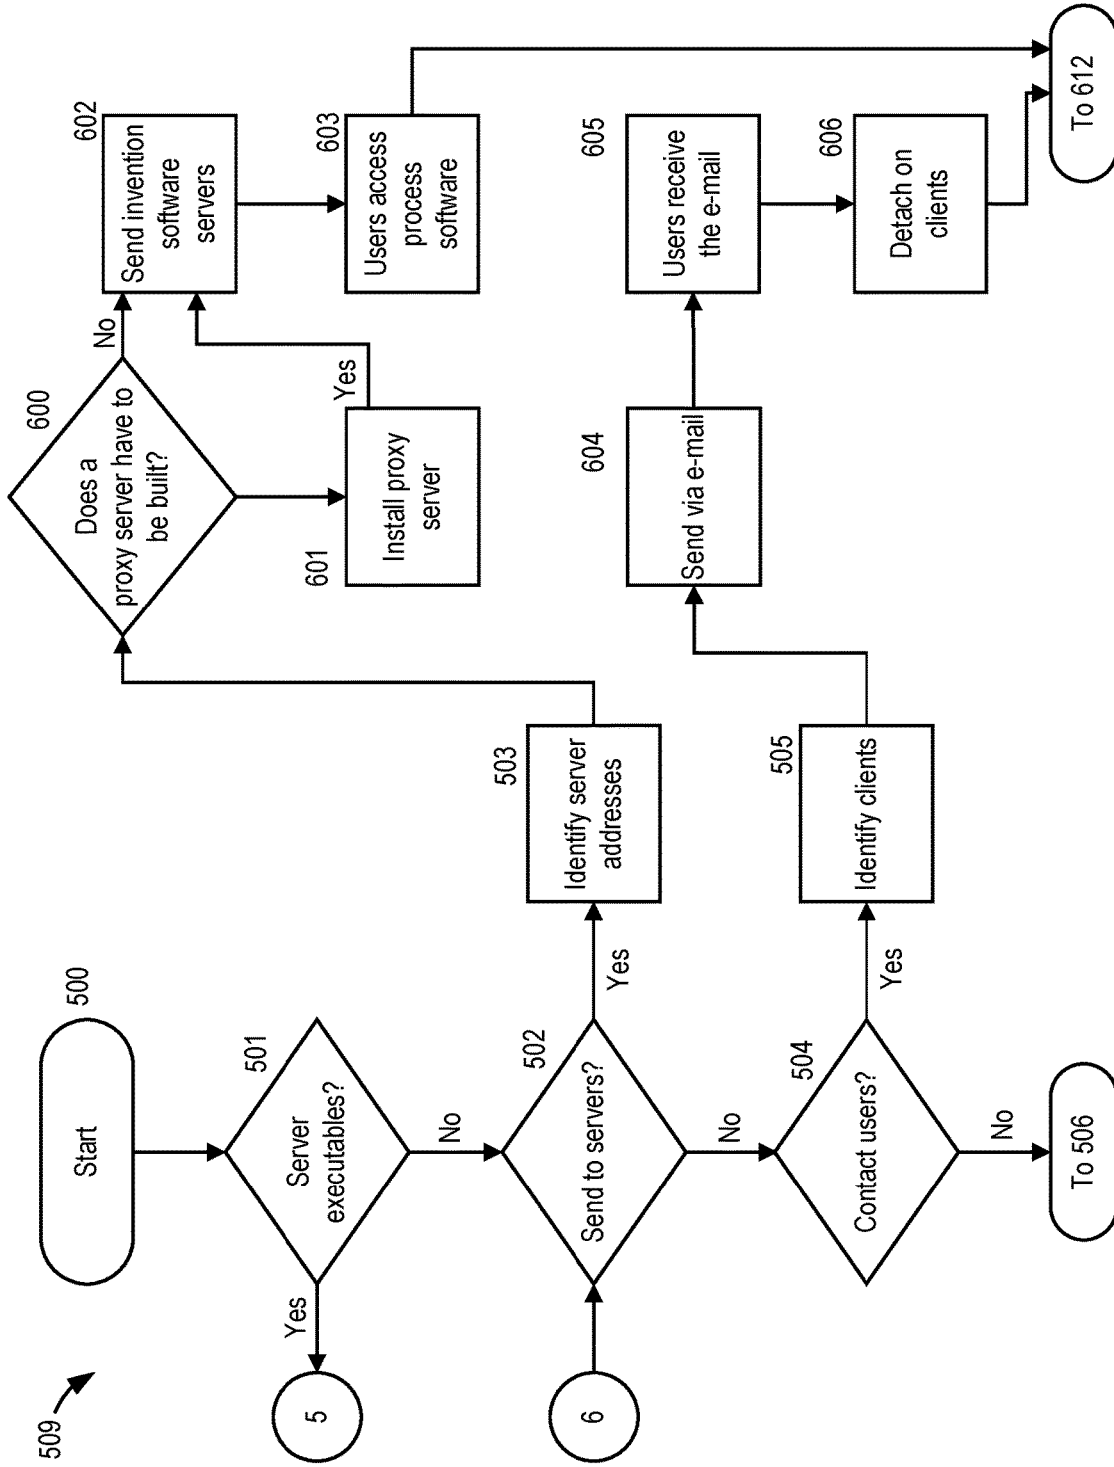 509
Start
500
5
Yes
Server
executables?
501
No
6
Send to servers?
502
Yes
No
Contact users?
504
Yes
No
To 506
Identify server
addresses
503
Identify clients
505
Does a
proxy server have to
be built?
600
No
Install proxy
server
601
Yes
Send invention
software
servers
602
Users access
process
software
603
Send via e-mail
604
Users receive
the e-mail
605
Detach on
clients
606
To 612